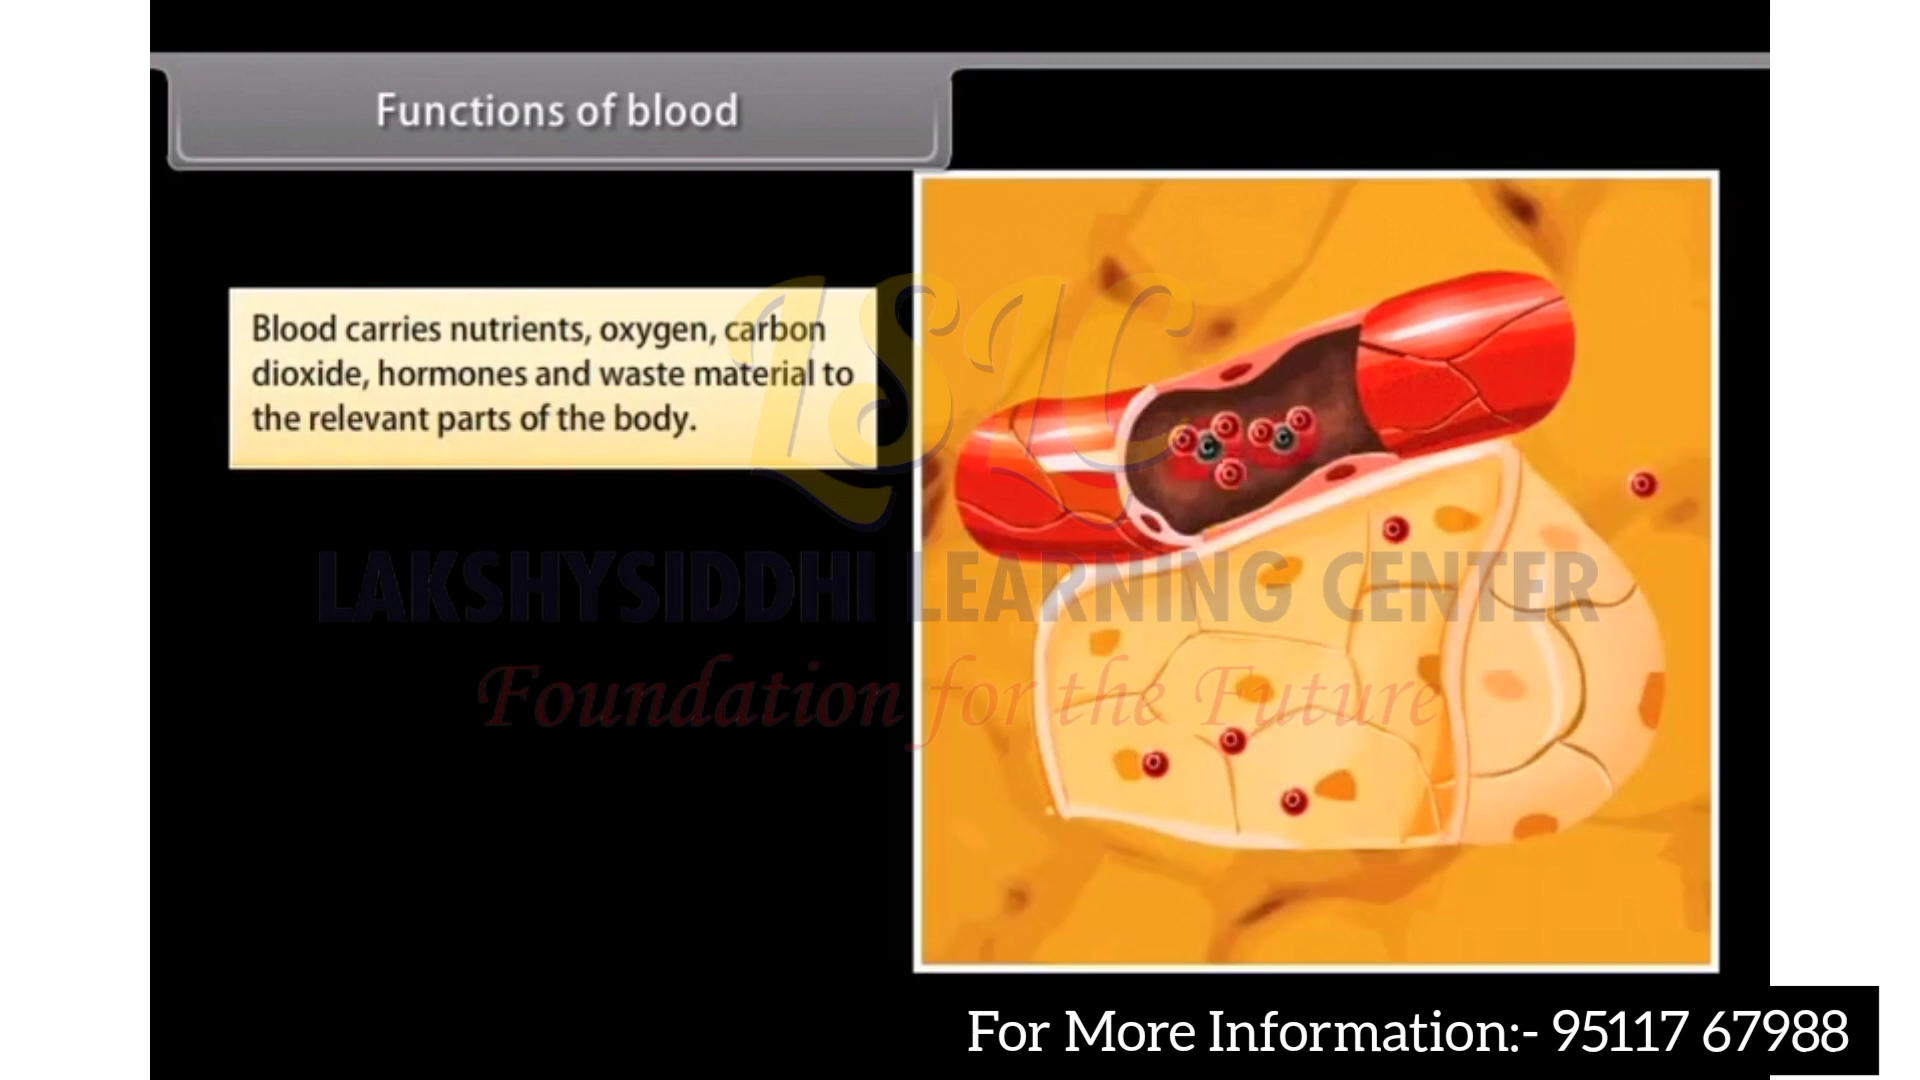 Functions of blood
Blood carries nutrients, oxygen, carbon
dioxide, hormones and waste material to
the relevant parts of the body.
LSLC
LAKSHYSIDDHI LEARNING CENTER
Foundation for the Future
For More Information:- 95117 67988